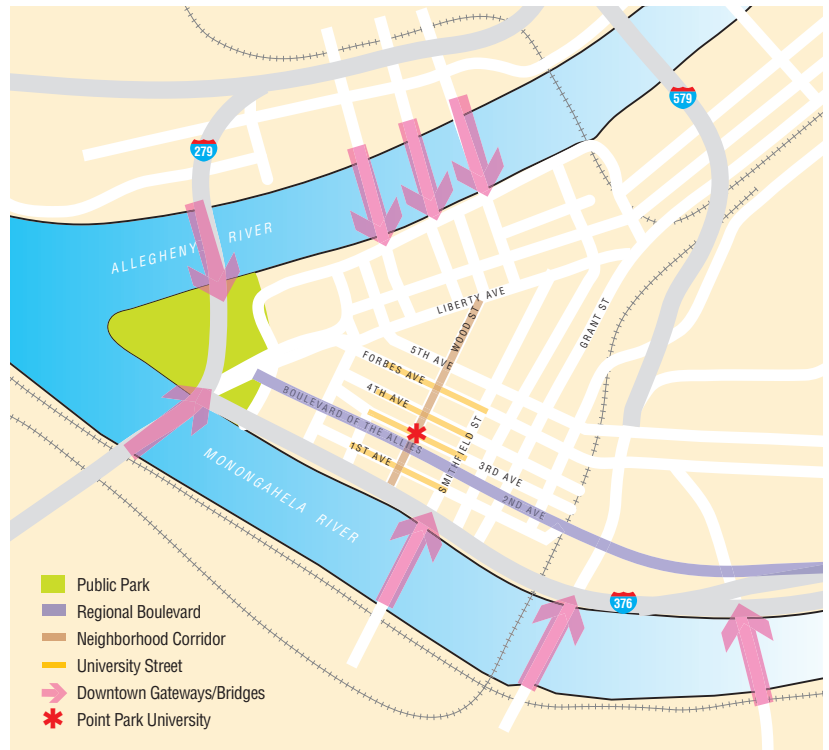 579
279
ALLEGHENY RIVER
LIBERTY AVE
WOOD ST
GRANT ST
5TH AVE
FORBES AVE
4TH AVE
BOULEVARD OF THE ALLIES
SMITHFIELD ST
1ST AVE
3RD AVE
2ND AVE
MONONGAHELA RIVER
376
Public Park
Regional Boulevard
Neighborhood Corridor
University Street
Downtown Gateways/Bridges
Point Park University